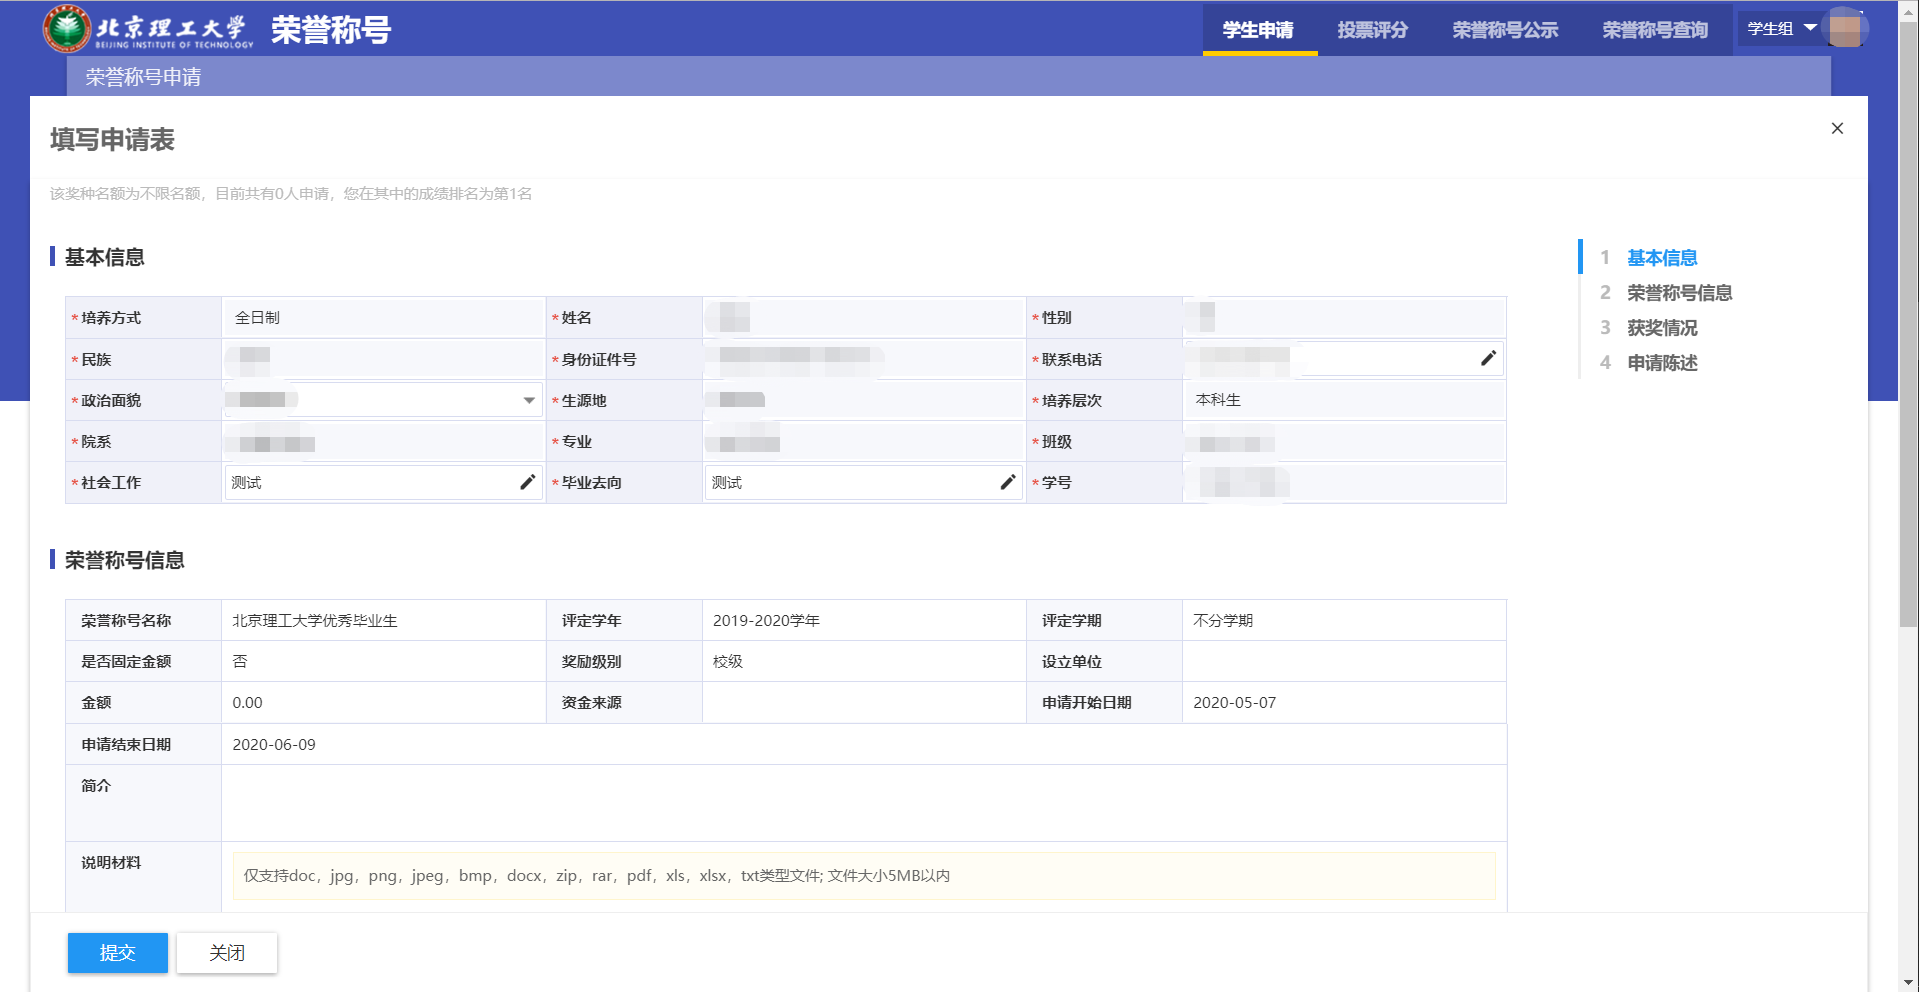 北京理工大学
BEIJING INSTITUTE OF TECHNOLOGY
荣誉称号
学生申请 投票评分 荣誉称号公示 荣誉称号查询 学生组
荣誉称号申请
填写申请表
该奖种名额为不限名额，目前共有0人申请，您在其中的成绩排名为第1名
基本信息
*培养方式 全日制 *姓名 *性别
*民族 *身份证件号 *联系电话
*政治面貌 *生源地 *培养层次 本科生
*院系 *专业 *班级
*社会工作 测试 *毕业去向 测试 *学号
1 基本信息
2 荣誉称号信息
3 获奖情况
4 申请陈述
荣誉称号信息
荣誉称号名称 北京理工大学优秀毕业生 评定学年 2019-2020学年 评定学期 不分学期
是否固定金额 否 奖励级别 校级 设立单位
金额 0.00 资金来源 申请开始日期 2020-05-07
申请结束日期 2020-06-09
简介
说明材料 仅支持doc，jpg，png，jpeg，bmp，docx，zip，rar，pdf，xls，xlsx，txt类型文件; 文件大小5MB以内
提交 关闭